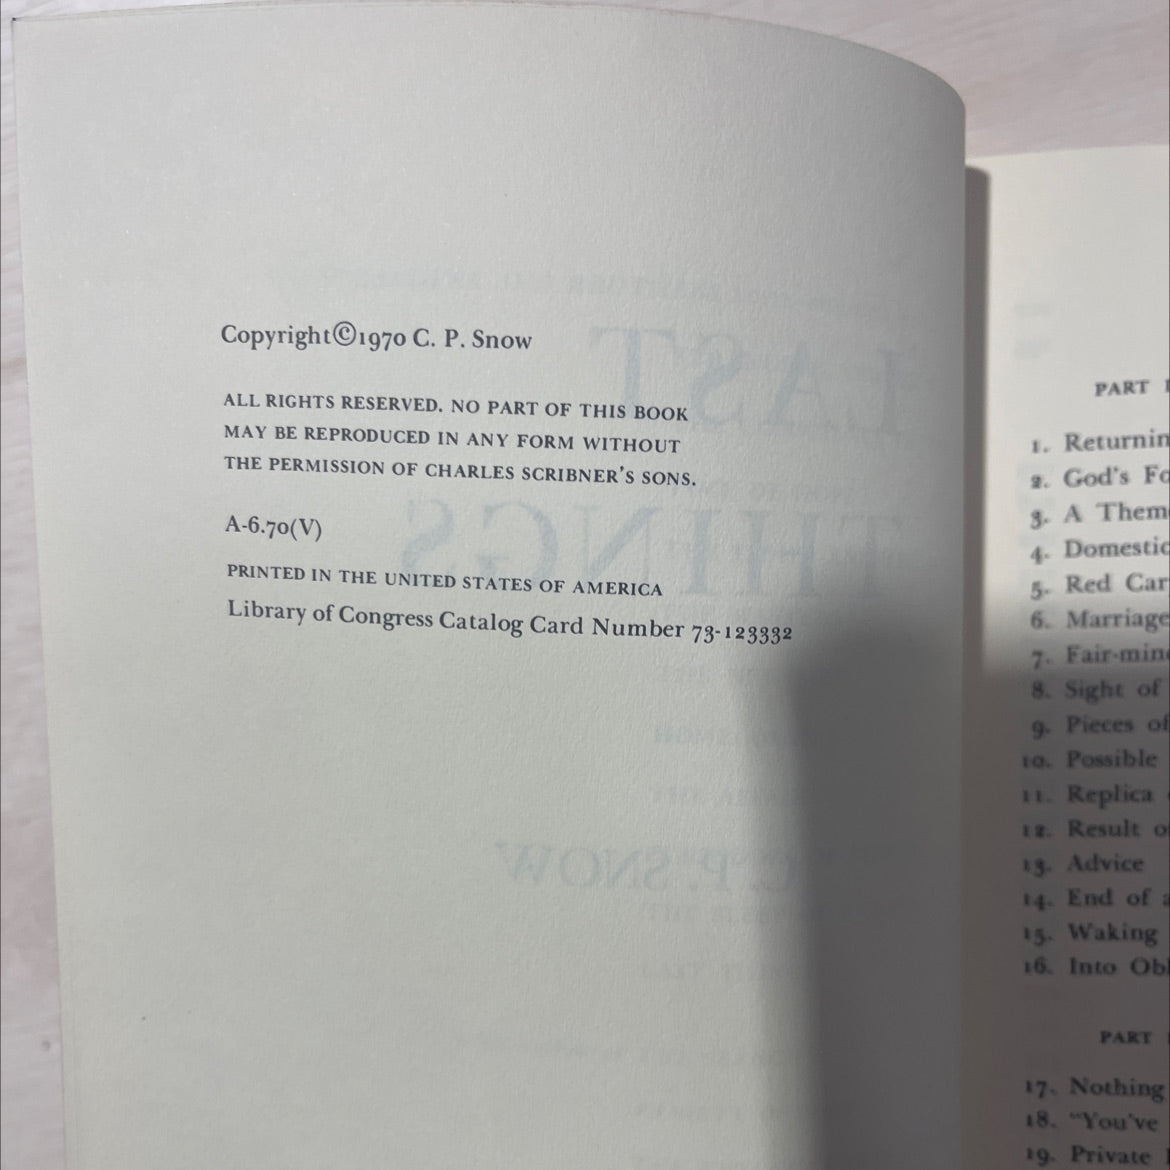 Copyright©1970 C. P. Snow
ALL RIGHTS RESERVED. NO PART OF THIS BOOK
MAY BE REPRODUCED IN ANY FORM WITHOUT
THE PERMISSION OF CHARLES SCRIBNER'S SONS.
A-6.70(V)
PRINTED IN THE UNITED STATES OF AMERICA
Library of Congress Catalog Card Number 73-123332
LAST
THINGS
C. P. SNOW
PART
1. Returnin
2. God's Fo
3. A Them
4. Domestic
5. Red Car
6. Marriage
7. Fair-min
8. Sight of
9. Pieces of
10. Possible
11. Replica
12. Result o
13. Advice
14. End of a
15. Waking
16. Into Obl
PART
17. Nothing
18. "You've
19. Private